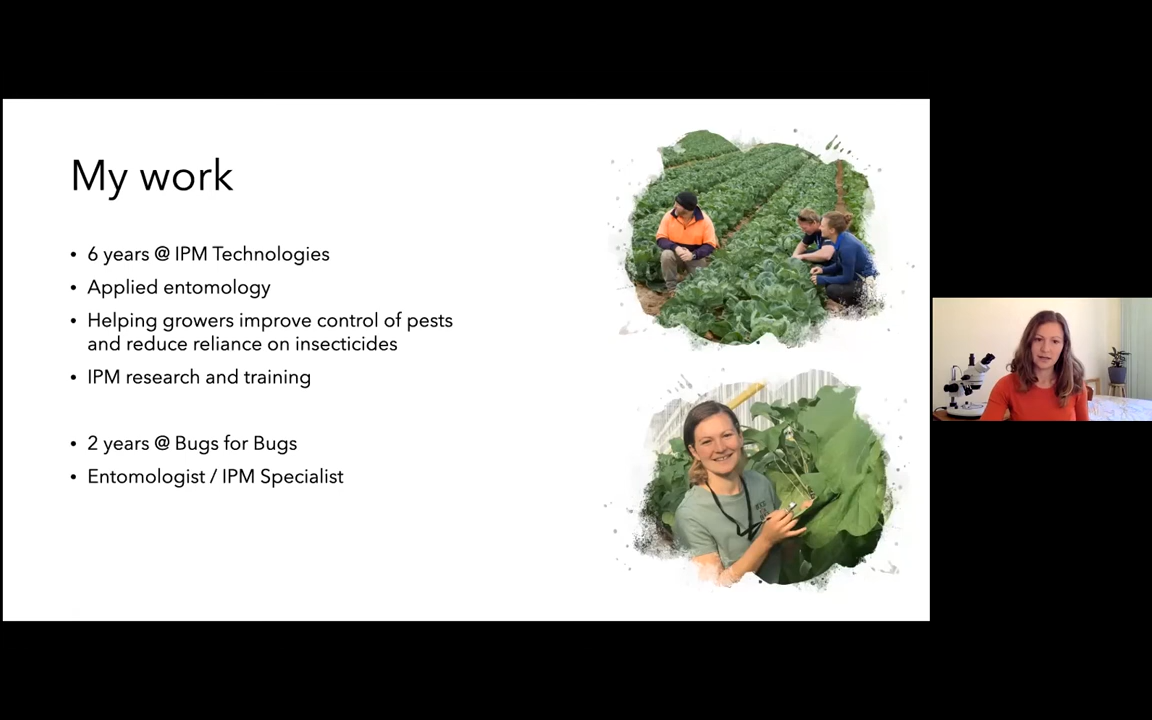 My work
• 6 years @ IPM Technologies
• Applied entomology
• Helping growers improve control of pests
and reduce reliance on insecticides
• IPM research and training
• 2 years @ Bugs for Bugs
• Entomologist / IPM Specialist